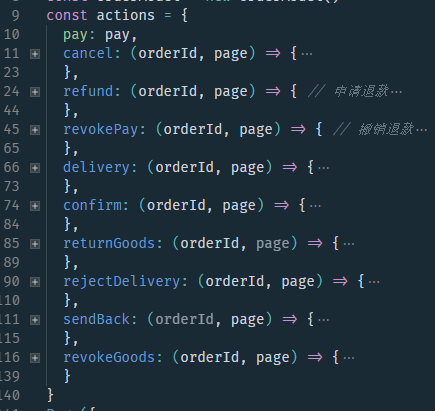 9 const actions = {
10 pay: pay,
11 cancel: (orderId, page) => {…
23 },
24 refund: (orderId, page) => { // 申请退款…
44 },
45 revokePay: (orderId, page) => { // 撤销退款…
65 },
66 delivery: (orderId, page) => {…
73 },
74 confirm: (orderId, page) => {…
84 },
85 returnGoods: (orderId, page) => {…
89 },
90 rejectDelivery: (orderId, page) => {…
110 },
111 sendBack: (orderId, page) => {…
115 },
116 revokeGoods: (orderId, page) => {…
139 }
140 }